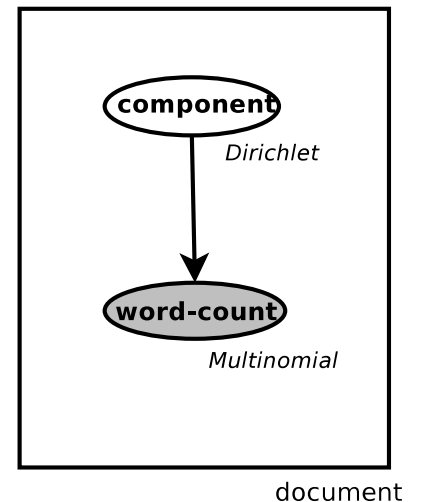 component
Dirichlet
word-count
Multinomial
document